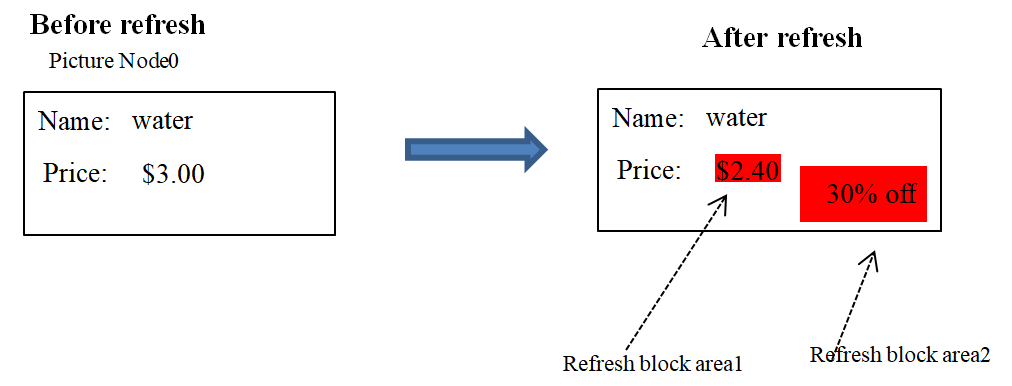 Before refresh
Picture Node0
Name: water
Price: $3.00
After refresh
Name: water
Price: $2.40
30% off
Refresh block area1
Refresh block area2